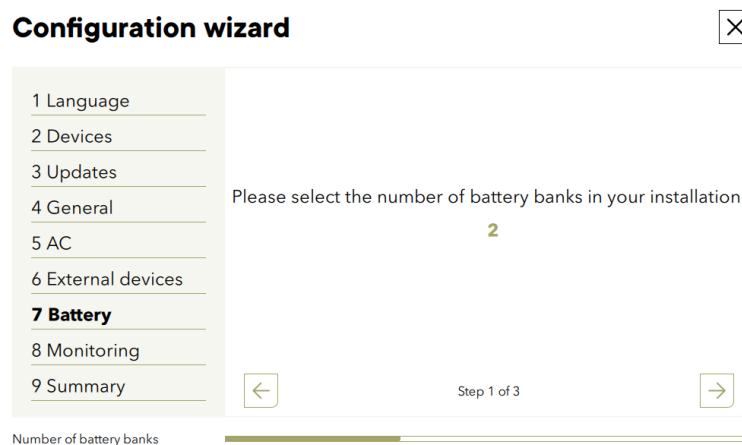 Configuration wizard
1 Language
2 Devices
3 Updates
4 General
5 AC
6 External devices
7 Battery
8 Monitoring
9 Summary
Please select the number of battery banks in your installation
2
Step 1 of 3
Number of battery banks